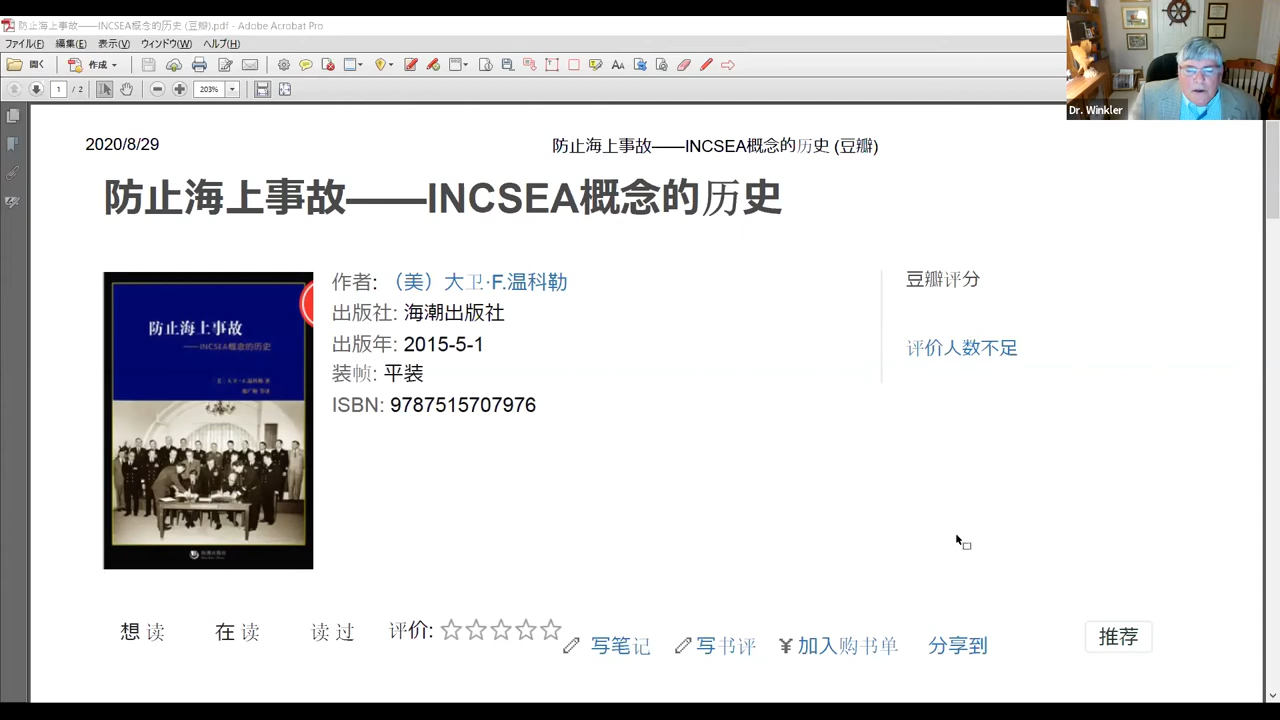 防止海上事故——INCSEA概念的历史 (豆瓣).pdf - Adobe Acrobat Pro
ファイル(F) 編集(E) 表示(V) ウィンドウ(W) ヘルプ(H)
開く 作成
1 / 2 203%
Dr. Winkler
2020/8/29 防止海上事故——INCSEA概念的历史 (豆瓣)
防止海上事故——INCSEA概念的历史
防止海上事故
——INCSEA概念的历史
作者: （美）大卫·F.温科勒
出版社: 海潮出版社
出版年: 2015-5-1
装帧: 平装
ISBN: 9787515707976
豆瓣评分
评价人数不足
想读 在读 读过 评价:
写笔记 写书评 ¥加入购书单 分享到
推荐